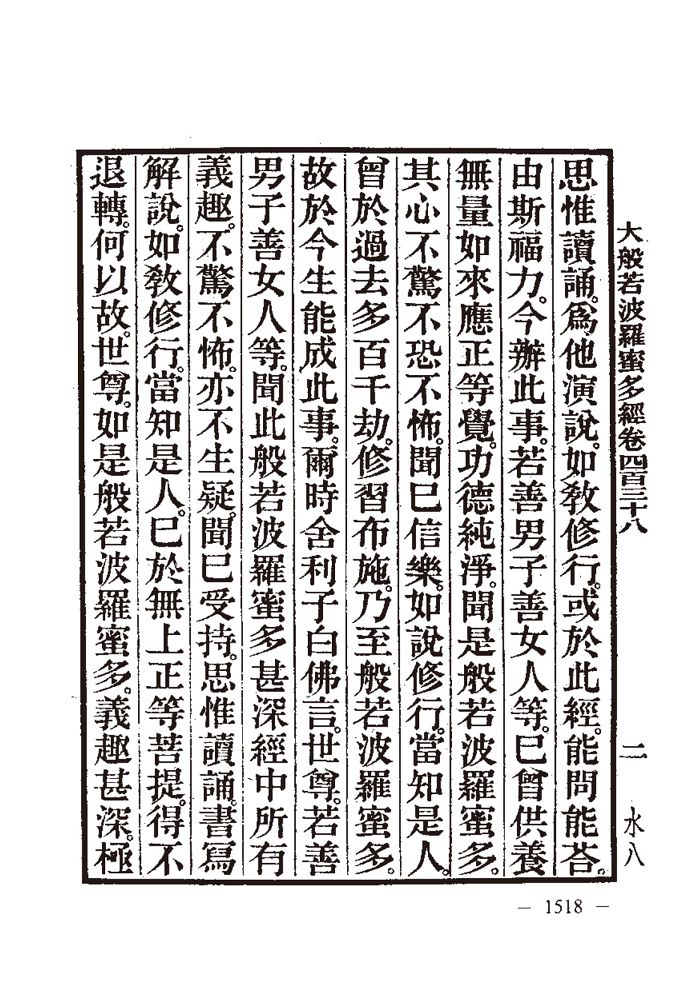 大般若波羅蜜多經卷四百三十八
二
水八
思惟讀誦。爲他演說。如敎修行。或於此經。能問能荅。
由斯福力。今辦此事。若善男子善女人等。已曾供養
無量如來應正等覺。功德純淨。聞是般若波羅蜜多。
其心不驚不恐不怖。聞已信樂。如說修行。當知是人。
曾於過去多百千劫。修習布施。乃至般若波羅蜜多。
故於今生能成此事。爾時舍利子白佛言。世尊。若善
男子善女人等。聞此般若波羅蜜多甚深經中所有
義趣。不驚不怖。亦不生疑。聞已受持。思惟讀誦。書寫
解說。如敎修行。當知是人。已於無上正等菩提。得不
退轉。何以故。世尊。如是般若波羅蜜多。義趣甚深。極
— 1518 —